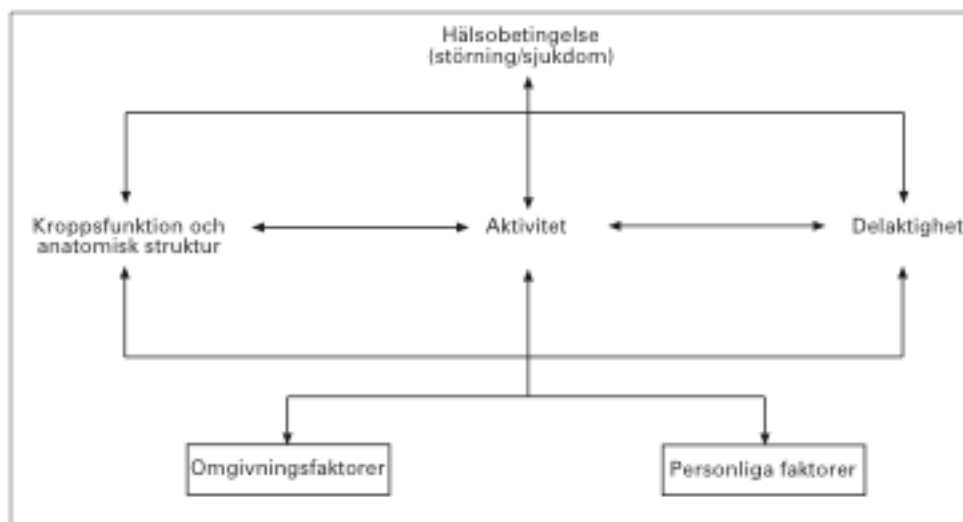 Hälsobetingelse
(störning/sjukdom)
Kroppsfunktion och
anatomisk struktur
Aktivitet
Delaktighet
Omgivningsfaktorer
Personliga faktorer